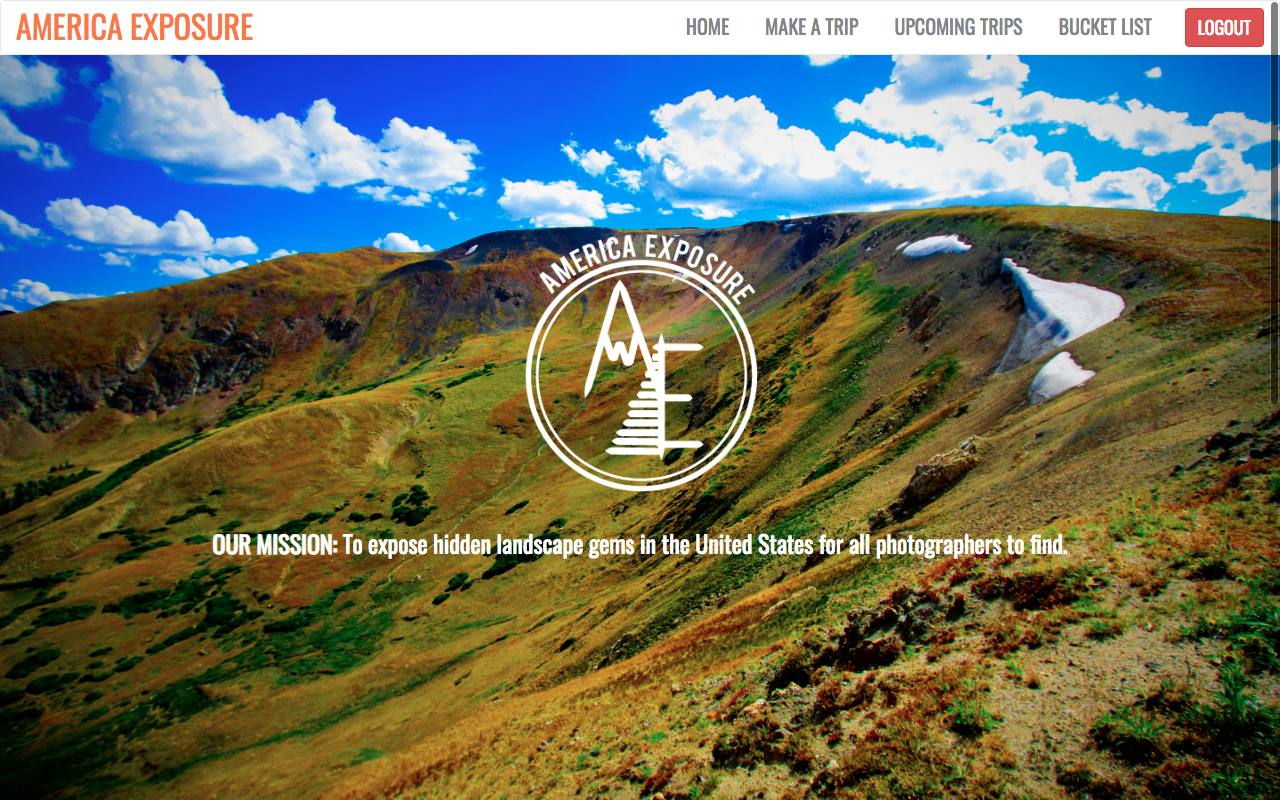 AMERICA EXPOSURE
HOME MAKE A TRIP UPCOMING TRIPS BUCKET LIST LOGOUT
AMERICA EXPOSURE
AE
OUR MISSION: To expose hidden landscape gems in the United States for all photographers to find.